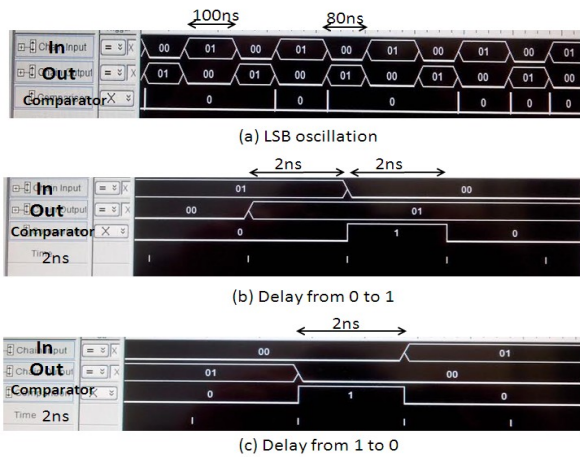 100ns 80ns
In = X 00 01 00 01 00 01 00 01 00 01
Out = X 01 00 01 00 01 00 01 00 01 00
Comparator X 0 0 0 0 0 0
(a) LSB oscillation
2ns 2ns
In = X 01 00
Out Output = X 00 01
Comparator X 0 1 0
Time
2ns
(b) Delay from 0 to 1
2ns
In = X 00 01
Out = X 01 00
Comparator X 0 1 0
Time 2ns
(c) Delay from 1 to 0